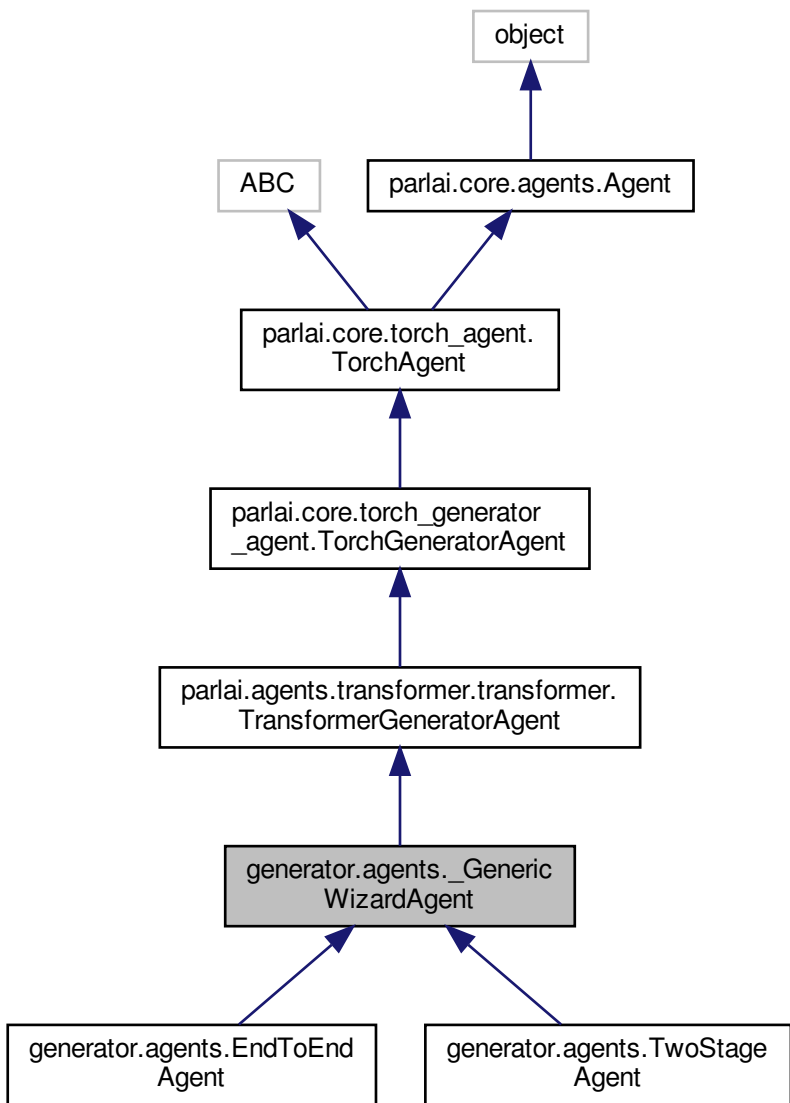 object
ABC
parlai.core.agents.Agent
parlai.core.torch_agent.
TorchAgent
parlai.core.torch_generator
_agent.TorchGeneratorAgent
parlai.agents.transformer.transformer.
TransformerGeneratorAgent
generator.agents._Generic
WizardAgent
generator.agents.EndToEnd
Agent
generator.agents.TwoStage
Agent